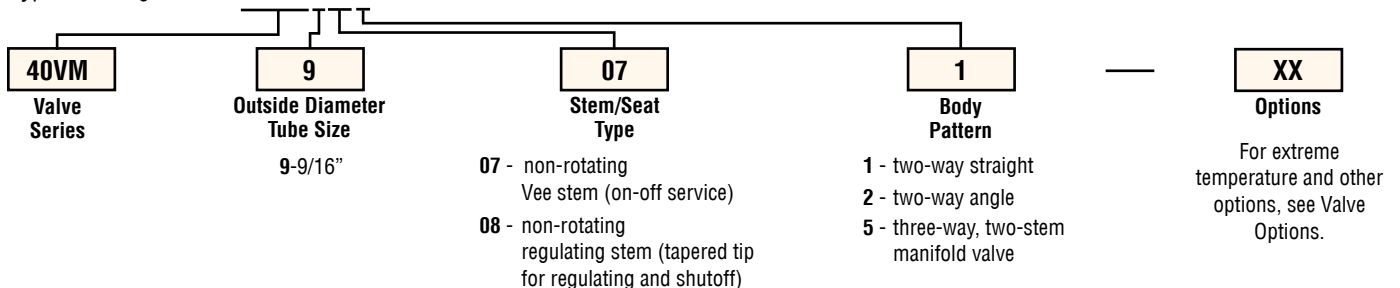 40VM
Valve
Series
9
Outside Diameter
Tube Size
9-9/16”
07
Stem/Seat
Type
07 - non-rotating
Vee stem (on-off service)
08 - non-rotating
regulating stem (tapered tip
for regulating and shutoff)
1
Body
Pattern
1 - two-way straight
2 - two-way angle
5 - three-way, two-stem
manifold valve
—
XX
Options
For extreme
temperature and other
options, see Valve
Options.